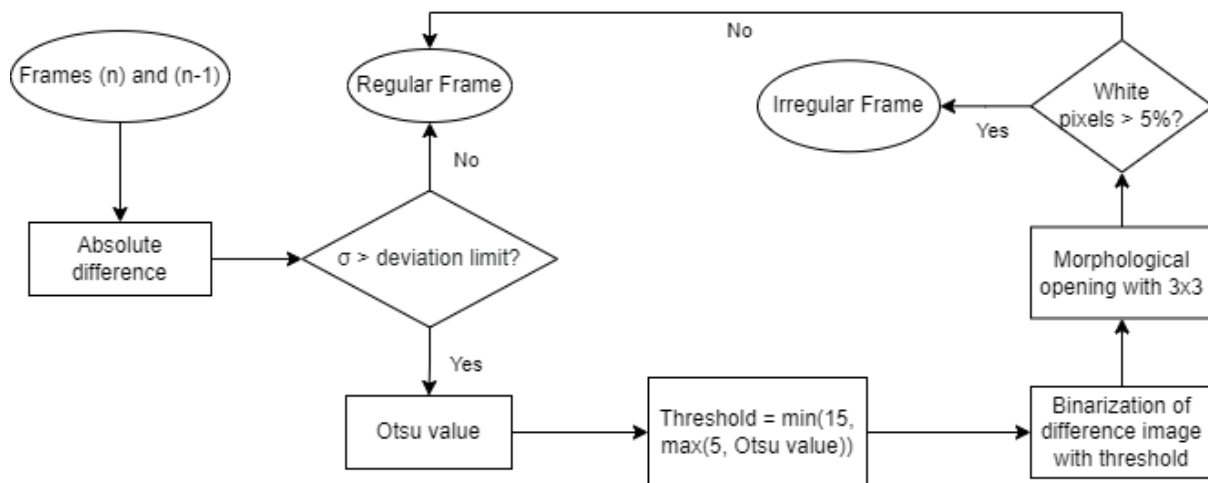 Frames (n) and (n-1)
Absolute
difference
σ > deviation limit?
No
Regular Frame
Yes
Otsu value
Threshold = min(15,
max(5, Otsu value))
Binarization of
difference image
with threshold
Morphological
opening with 3x3
White
pixels > 5%?
Yes
Irregular Frame
No